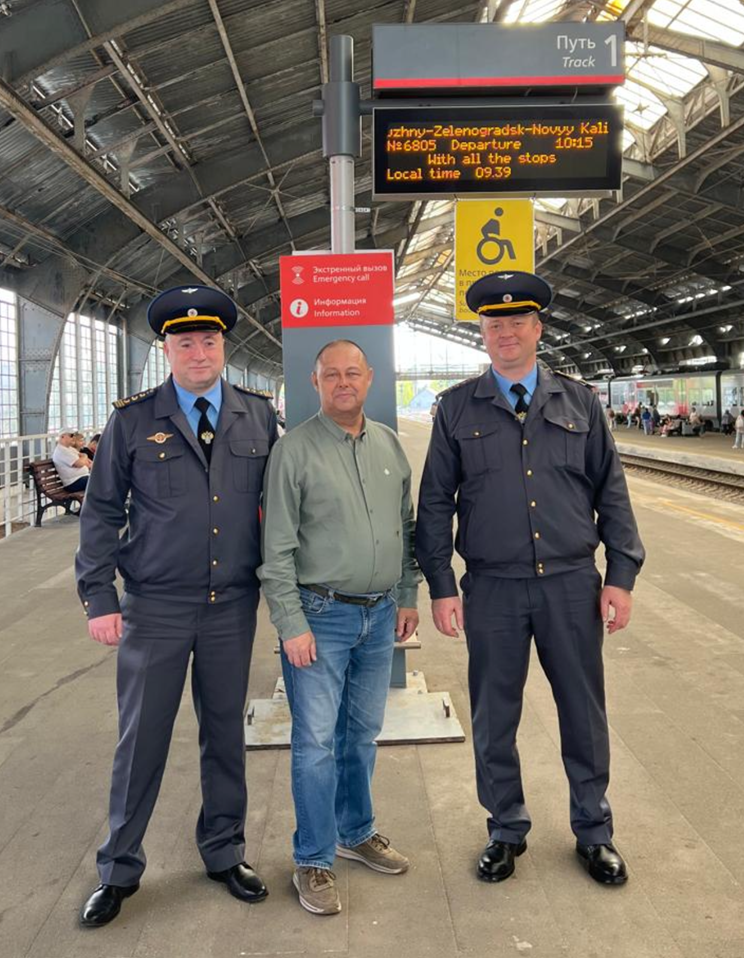 Путь 1
Track
uzhny-Zelenogradsk-Novyy Kali
№6805 Departure 10:15
With all the stops
Local time 09.39
Экстренный вызов
Emergency call
Информация
Information
Место